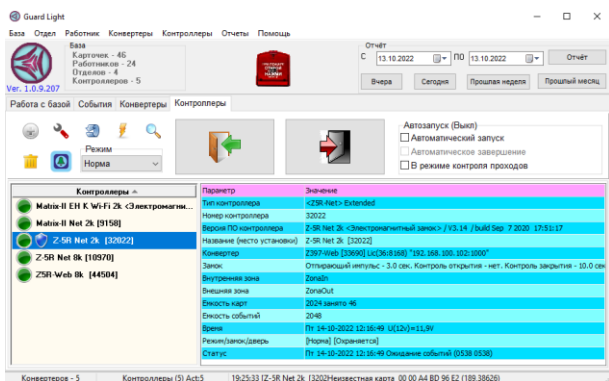 Guard Light
База Отдел Работник Конвертеры Контроллеры Отчеты Помощь
База
Карточек - 46
Работников - 24
Отделов - 4
Контроллеров - 5
Ver. 1.0.9.207
Отчёт
С 13.10.2022 ПО 13.10.2022 Отчёт
Вчера Сегодня Прошлая неделя Прошлый месяц
Работа с базой События Конвертеры Контроллеры
Режим
Норма
Автозапуск (Выкл)
Автоматический запуск
Автоматическое завершение
В режиме контроля проходов
Контроллеры
Matrix-II EH K Wi-Fi 2k <Электромагни...
Matrix-II Net 2k [9158]
Z-5R Net 2k [32022]
Z-5R Net 8k [10970]
Z5R-Web 8k [44504]
Параметр Значение
Тип контроллера <Z5R-Net> Extended
Номер контроллера 32022
Версия ПО контроллера Z-5R Net 2k <Электромагнитный замок> / V3.14 /build Sep 7 2020 17:51:17
Название (место установки) Z-5R Net 2k [32022]
Конвертер Z397-Web [33690] Lic(36:8168) "192.168.100.102:1000"
Замок Отпирающий импульс - 3.0 сек. Контроль открытия - нет. Контроль закрытия - 10.0 сек
Внутренняя зона ZonaIn
Внешняя зона ZonaOut
Емкость карт 2024 занято 46
Емкость событий 2048
Время Пт 14-10-2022 12:16:49 U(12v)=11,9V
Режим/замок/дверь [Норма] [Охраняется]
Статус Пт 14-10-2022 12:16:49 Ожидание событий (0538 0538)
Конвертеров - 5 Контроллеры (5) Act:5 19:25:33 [Z-5R Net 2k [3202Неизвестная карта 00 00 A4 BD 96 E2 (189.38626)